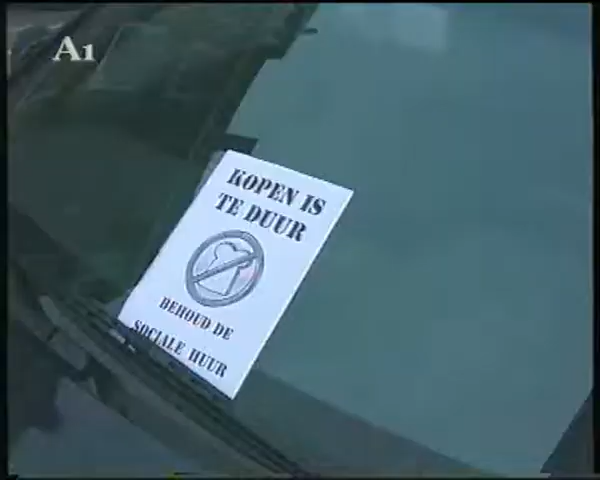 A1
KOPEN IS
TE DUUR
BEHOUD DE
SOCIALE HUUR